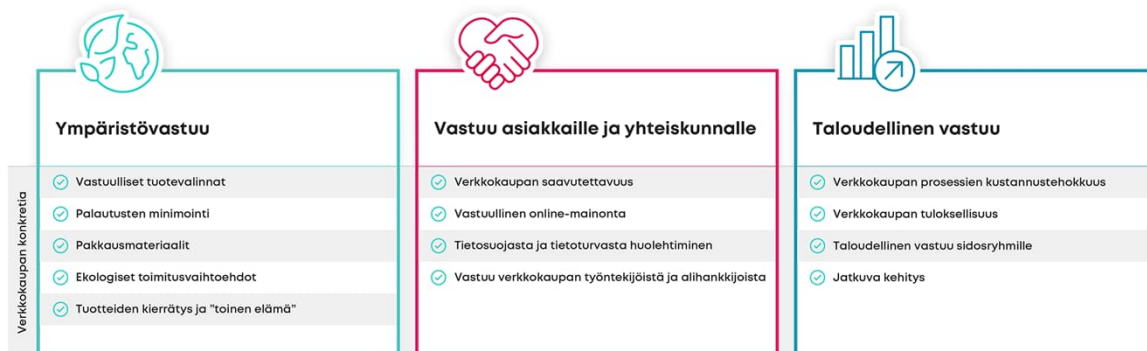 Ympäristövastuu
Vastuulliset tuotevalinnat
Palautusten minimointi
Pakkausmateriaalit
Ekologiset toimitusvaihtoehdot
Tuotteiden kierrätys ja "toinen elämä"
Vastuu asiakkaille ja yhteiskunnalle
Verkkokaupan saavutettavuus
Vastuullinen online-mainonta
Tietosuojasta ja tietoturvasta huolehtiminen
Vastuu verkkokaupan työntekijöistä ja alihankkijoista
Taloudellinen vastuu
Verkkokaupan prosessien kustannustehokkuus
Verkkokaupan tuloksellisuus
Taloudellinen vastuu sidosryhmille
Jatkuva kehitys
Verkkokaupan konkretia